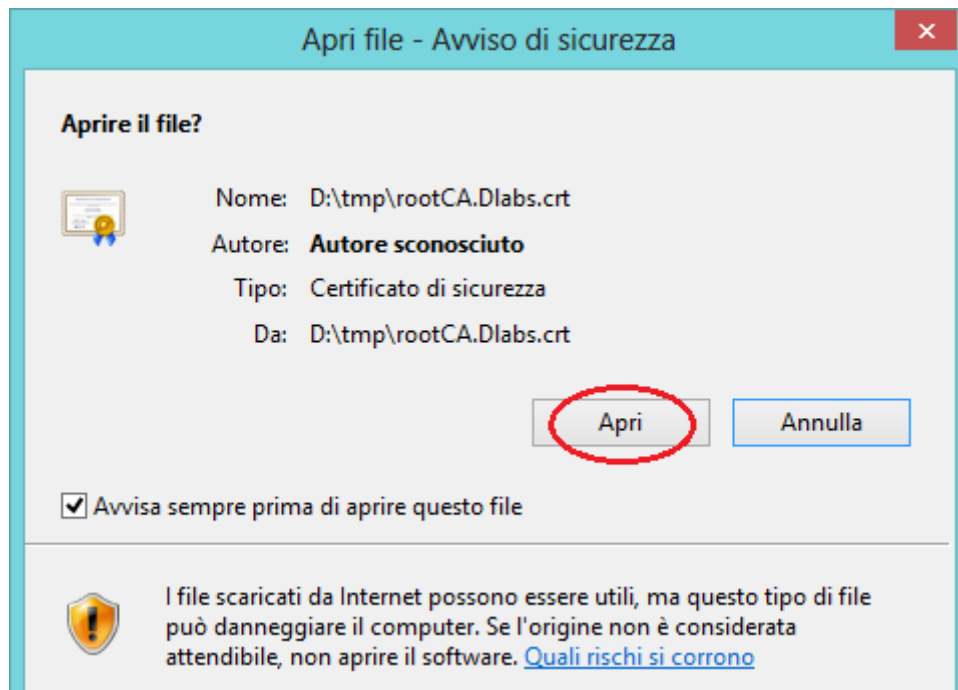 Apri file - Avviso di sicurezza
Aprire il file?
Nome: D:\tmp\rootCA.Dlabs.crt
Autore: Autore sconosciuto
Tipo: Certificato di sicurezza
Da: D:\tmp\rootCA.Dlabs.crt
Apri Annulla
Avvisa sempre prima di aprire questo file
I file scaricati da Internet possono essere utili, ma questo tipo di file
può danneggiare il computer. Se l'origine non è considerata
attendibile, non aprire il software. Quali rischi si corrono